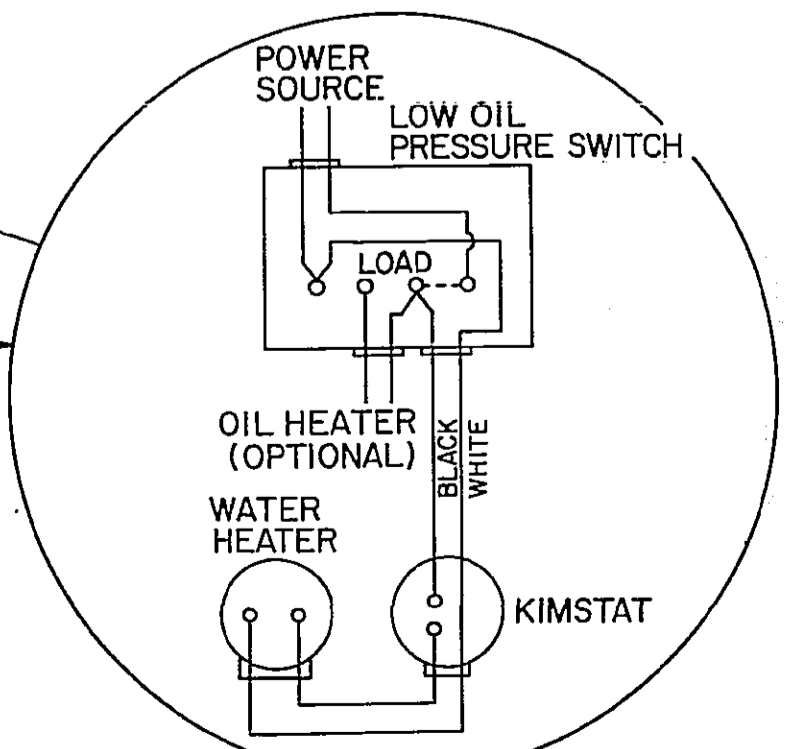 POWER
SOURCE
LOW OIL
PRESSURE SWITCH
LOAD
OIL HEATER
(OPTIONAL)
BLACK
WHITE
WATER
HEATER
KIMSTAT